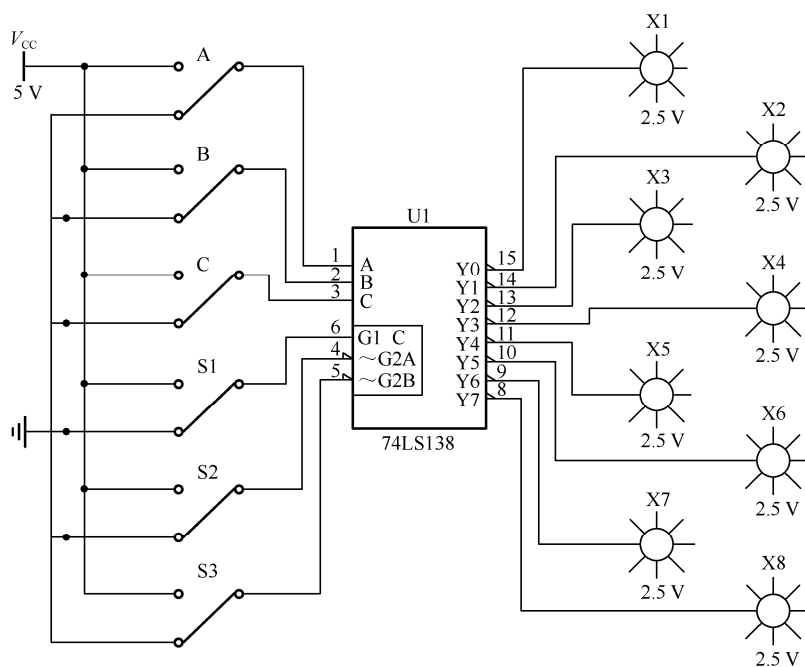 V_CC
5 V
A
B
C
S1
S2
S3
U1
1
2
3
6
4
5
A
B
C
G1 C
~G2A
~G2B
Y0
Y1
Y2
Y3
Y4
Y5
Y6
Y7
15
14
13
12
11
10
9
8
74LS138
X1
2.5 V
X2
2.5 V
X3
2.5 V
X4
2.5 V
X5
2.5 V
X6
2.5 V
X7
2.5 V
X8
2.5 V